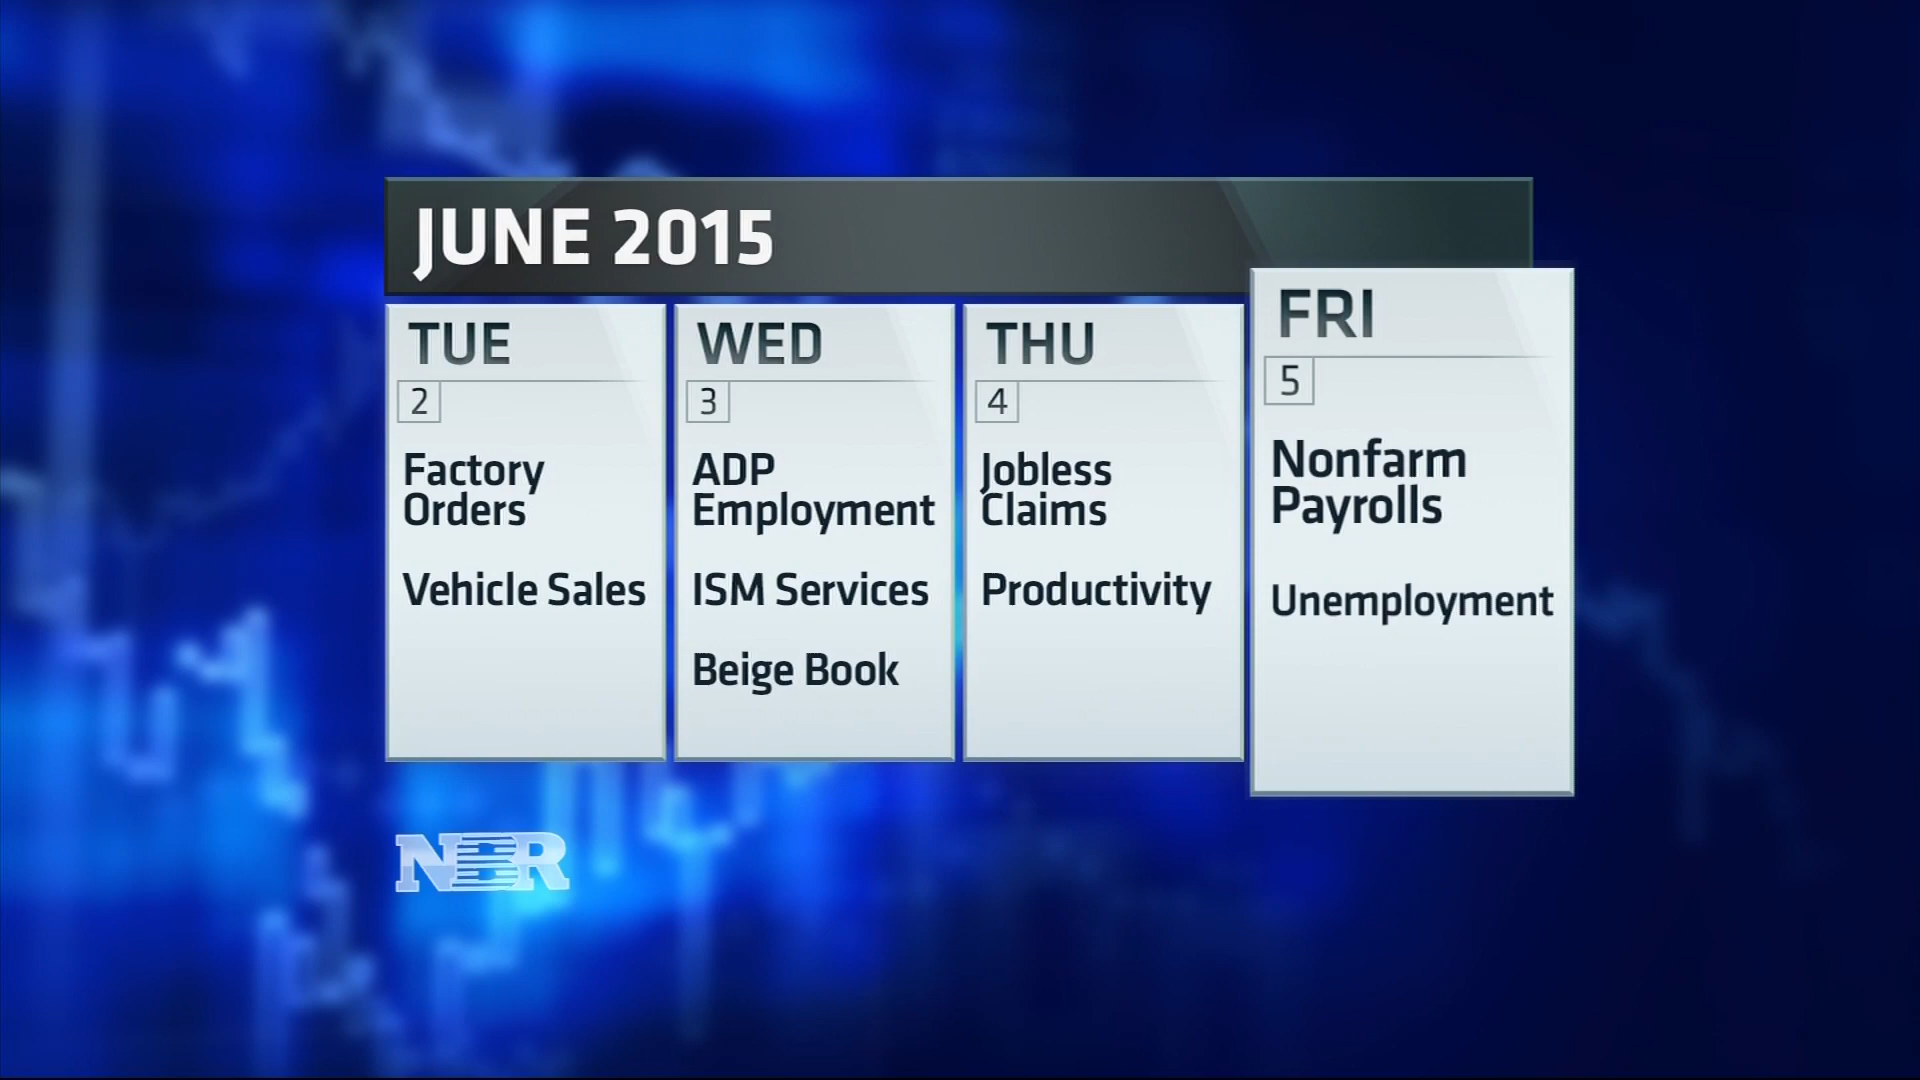 JUNE 2015
TUE
2
Factory
Orders
Vehicle Sales
WED
3
ADP
Employment
ISM Services
Beige Book
THU
4
Jobless
Claims
Productivity
FRI
5
Nonfarm
Payrolls
Unemployment
NBR